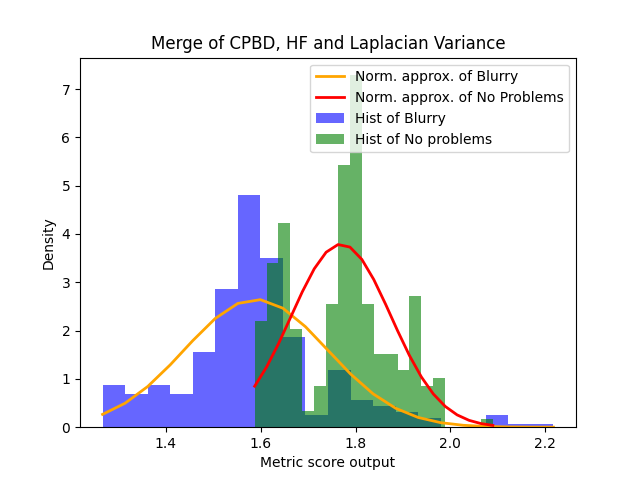 Merge of CPBD, HF and Laplacian Variance
Norm. approx. of Blurry
Norm. approx. of No Problems
Hist of Blurry
Hist of No problems
Density
7
6
5
4
3
2
1
0
1.4 1.6 1.8 2.0 2.2
Metric score output